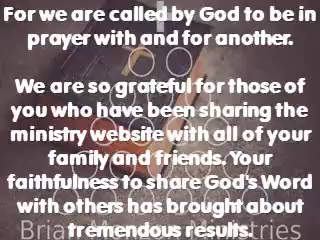 For we are called by God to be in
prayer with and for another.
We are so grateful for those of
you who have been sharing the
ministry website with all of your
family and friends. Your
faithfulness to share God's Word
with others has brought about
tremendous results.
Ministries